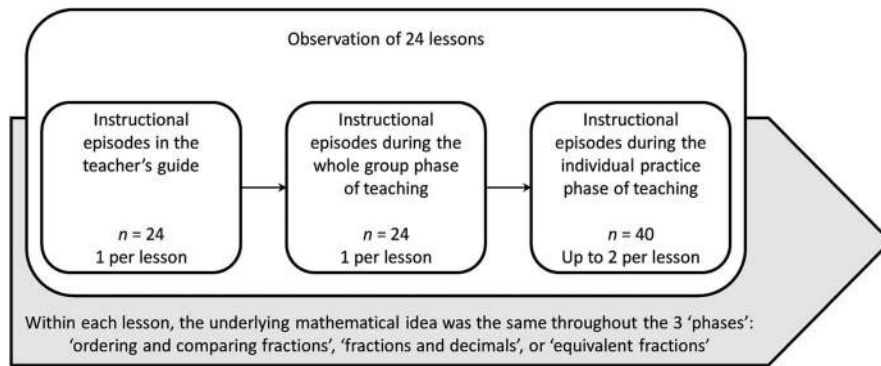 Observation of 24 lessons
Instructional
episodes in the
teacher's guide
n = 24
1 per lesson
Instructional
episodes during the
whole group phase
of teaching
n = 24
1 per lesson
Instructional
episodes during the
individual practice
phase of teaching
n = 40
Up to 2 per lesson
Within each lesson, the underlying mathematical idea was the same throughout the 3 ‘phases’:
‘ordering and comparing fractions’, ‘fractions and decimals’, or ‘equivalent fractions’